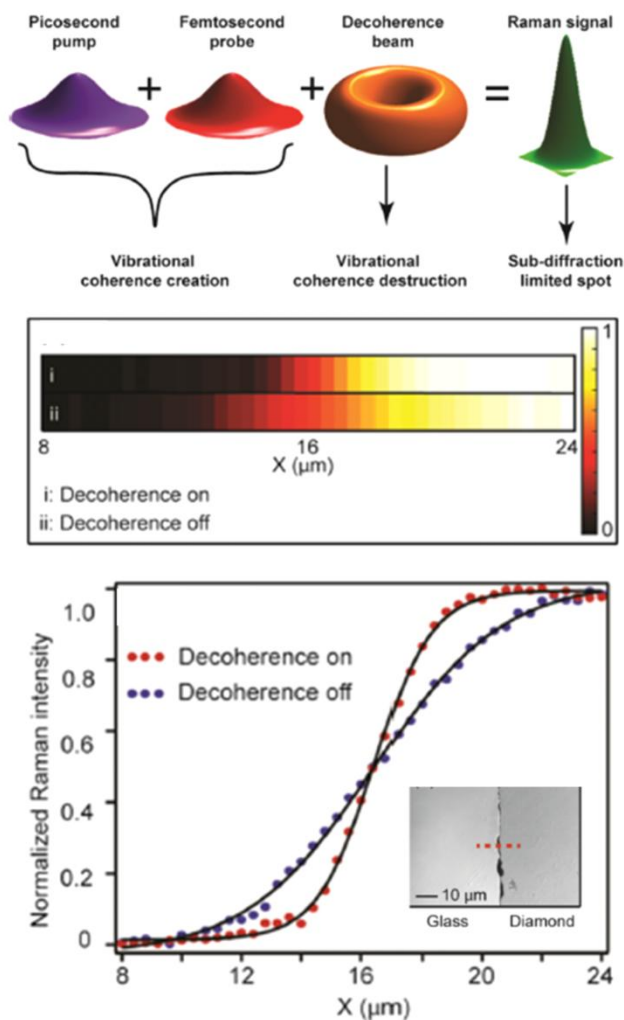 Picosecond pump
Femtosecond probe
Decoherence beam
Raman signal
+
+
=
Vibrational coherence creation
Vibrational coherence destruction
Sub-diffraction limited spot
i
ii
1
0
8
16
24
X (μm)
i: Decoherence on
ii: Decoherence off
Normalized Raman intensity
1.0
0.8
0.6
0.4
0.2
0
Decoherence on
Decoherence off
10 μm
Glass
Diamond
8
12
16
20
24
X (μm)